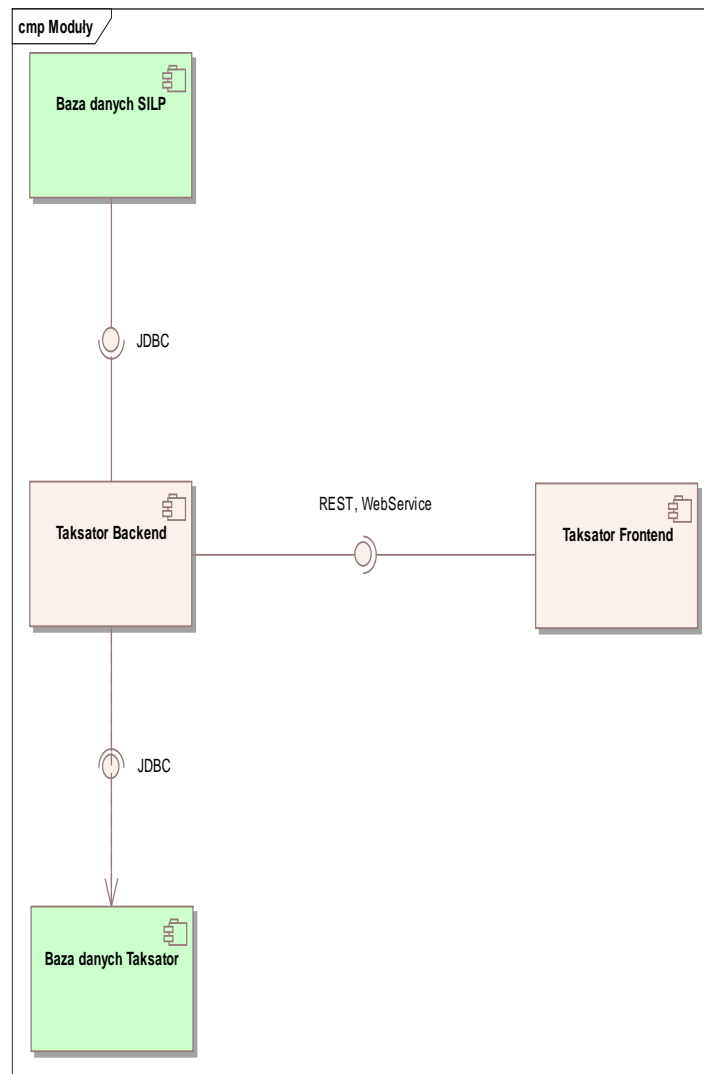 cmp Moduły
Baza danych SILP
JDBC
REST, WebService
Taksator Backend
Taksator Frontend
JDBC
Baza danych Taksator